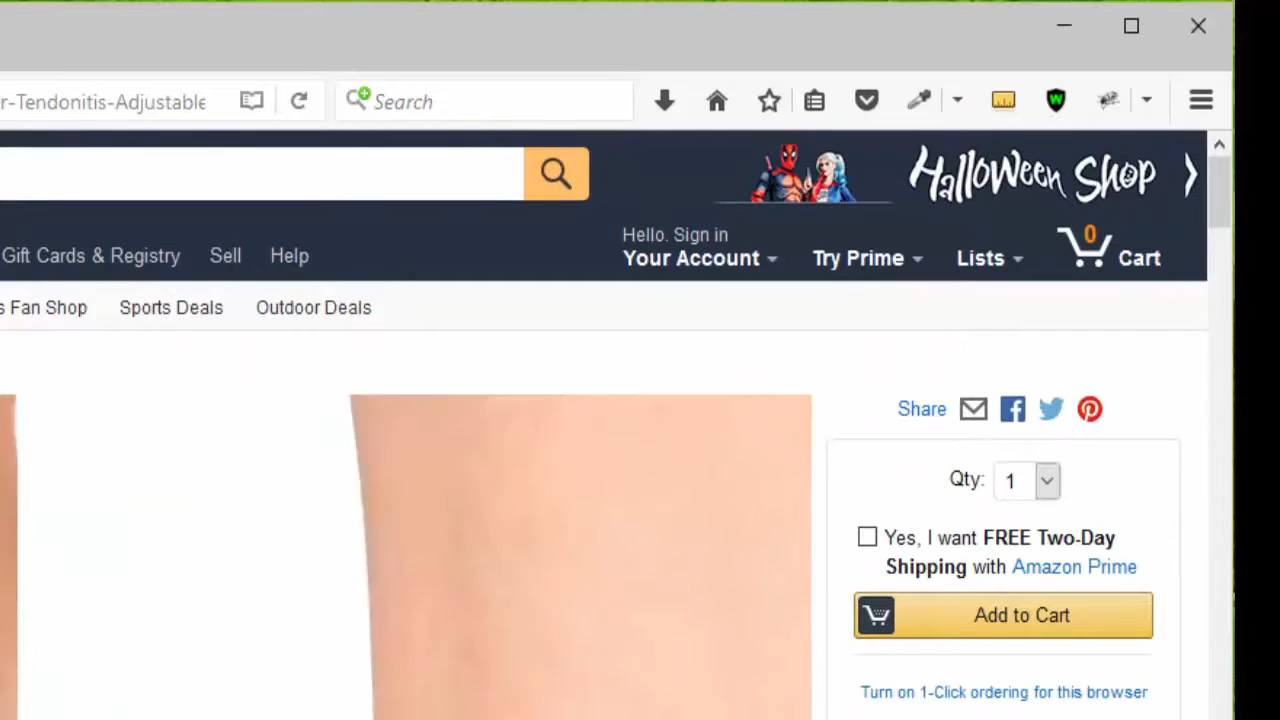 r-Tendonitis-Adjustable
Search
Halloween Shop
Hello. Sign in
Your Account
Try Prime
Lists
0
Cart
Gift Cards & Registry
Sell
Help
s Fan Shop
Sports Deals
Outdoor Deals
Share
Qty: 1
Yes, I want FREE Two-Day
Shipping with Amazon Prime
Add to Cart
Turn on 1-Click ordering for this browser